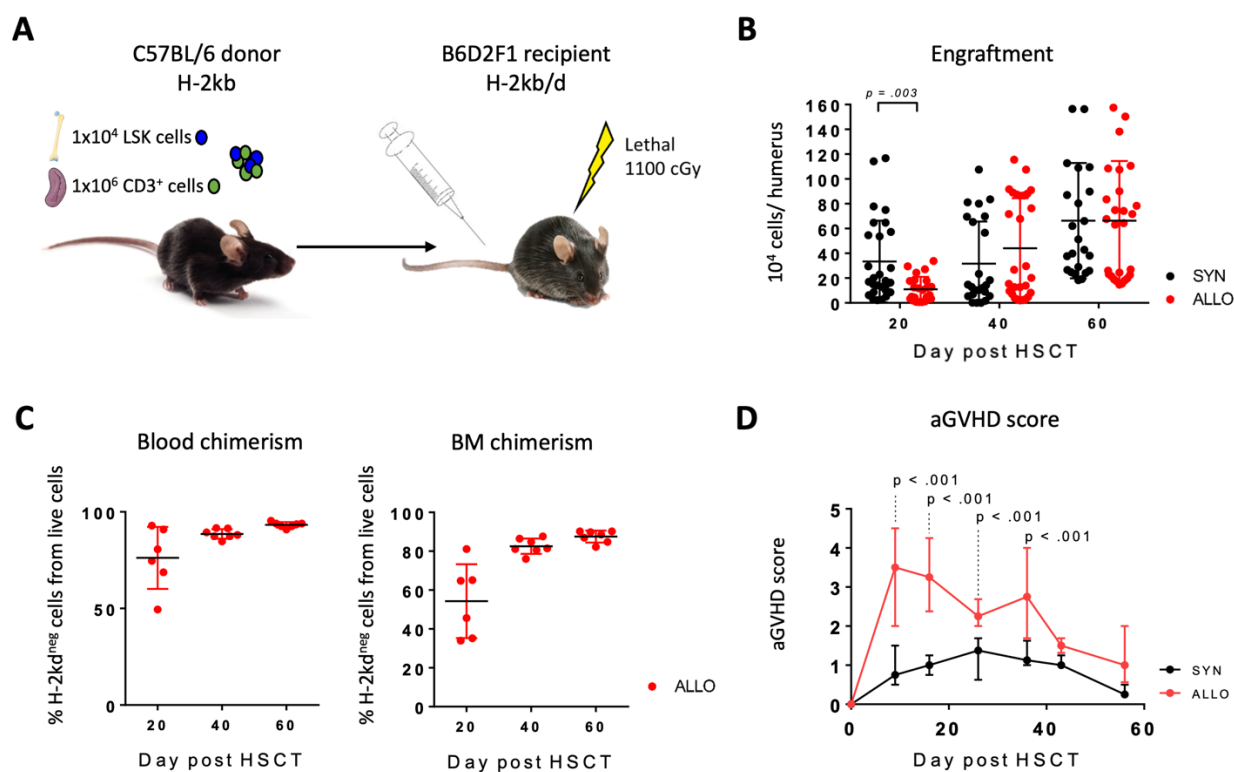 A
C57BL/6 donor
H-2kb
1x10⁴ LSK cells
1x10⁶ CD3⁺ cells
B6D2F1 recipient
H-2kb/d
Lethal
1100 cGy
B
Engraftment
p = .003
10⁴ cells/ humerus
160
140
120
100
80
60
40
20
0
20 40 60
Day post HSCT
SYN
ALLO
C
Blood chimerism
% H-2kdⁿᵉᵍ cells from live cells
100
50
0
20 40 60
Day post HSCT
BM chimerism
% H-2kdⁿᵉᵍ cells from live cells
100
80
60
40
20
0
20 40 60
Day post HSCT
ALLO
D
aGVHD score
p < .001
p < .001
p < .001
p < .001
aGVHD score
5
4
3
2
1
0
0 20 40 60
Day post HSCT
SYN
ALLO